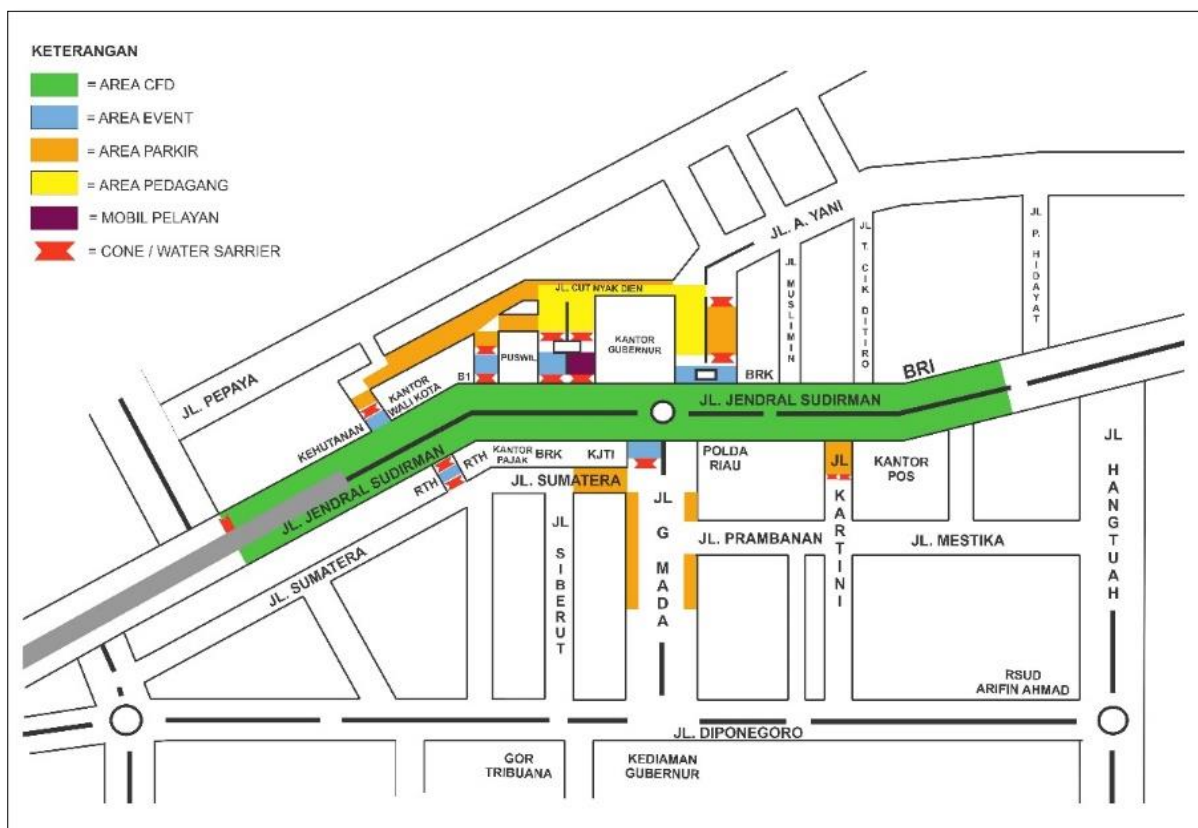 KETERANGAN
= AREA CFD
= AREA EVENT
= AREA PARKIR
= AREA PEDAGANG
= MOBIL PELAYAN
= CONE / WATER SARRIER
JL. PEPAYA
JL. A. YANI
JL MUSLIMIN
JL T. CIK DITIRO
JL P. HIDAYAT
JL. CUT NYAK DIEN
KANTOR
GUBERNUR
PUSWIL
B1
KANTOR
WALI KOTA
KEHUTANAN
BRK
BRI
JL. JENDRAL SUDIRMAN
JL. JENDRAL SUDIRMAN
RTH
RTH
KANTOR
PAJAK
BRK
KJTI
POLDA
RIAU
JL KARTINI
KANTOR
POS
JL HANGTUAH
JL. SUMATERA
JL. SUMATERA
JL SIBERUT
JL G MADA
JL. PRAMBANAN
JL. MESTIKA
RSUD
ARIFIN AHMAD
JL. DIPONEGORO
GOR
TRIBUANA
KEDIAMAN
GUBERNUR